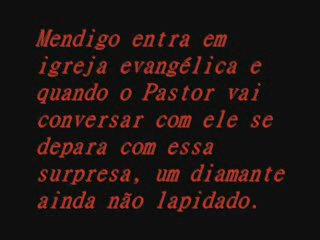 Mendigo entra em
igreja evangélica e
quando o Pastor vai
conversar com ele se
depara com essa
surpresa, um diamante
ainda não lapidado.